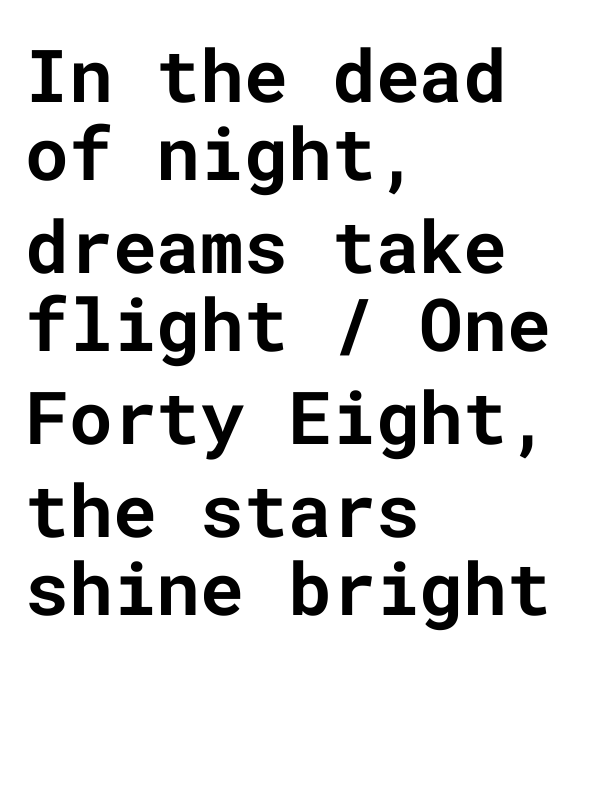 In the dead
of night,
dreams take
flight / One
Forty Eight,
the stars
shine bright